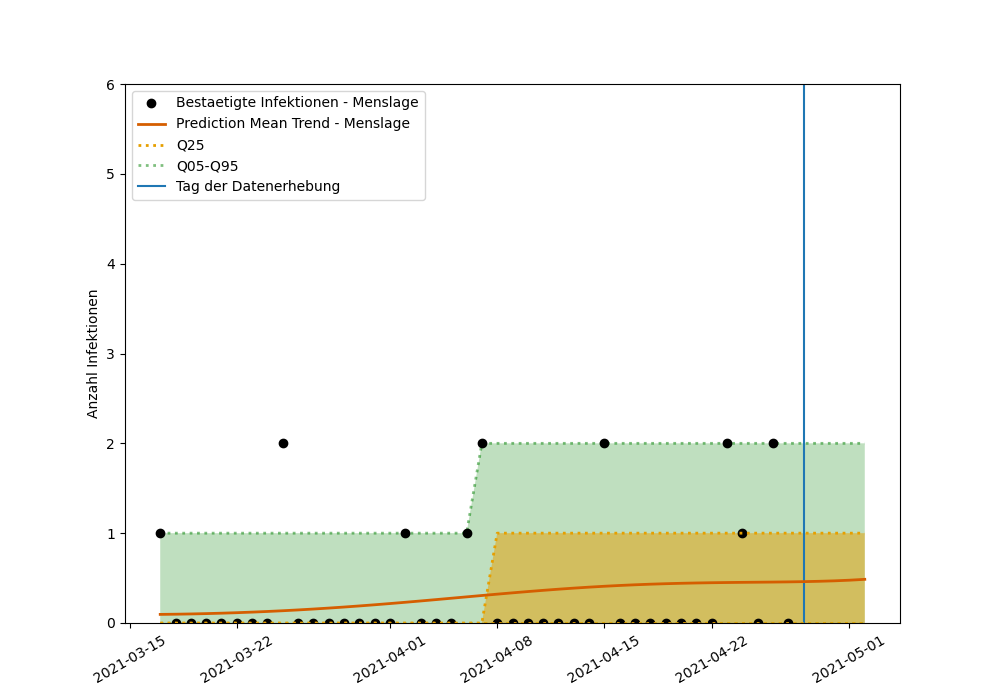 6
5
4
3
2
1
0
Anzahl Infektionen
Bestaetigte Infektionen - Menslage
Prediction Mean Trend - Menslage
Q25
Q05-Q95
Tag der Datenerhebung
2021-03-15
2021-03-22
2021-04-01
2021-04-08
2021-04-15
2021-04-22
2021-05-01